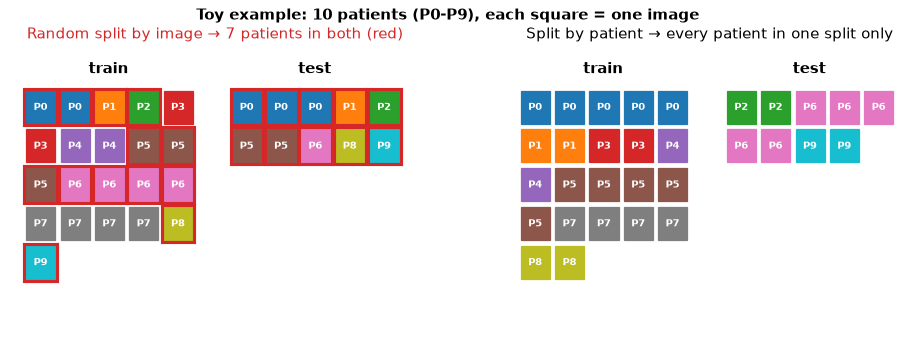 Toy example: 10 patients (P0-P9), each square = one image
Random split by image → 7 patients in both (red)
train
test
P0 P0 P1 P2 P3
P3 P4 P4 P5 P5
P5 P6 P6 P6 P6
P7 P7 P7 P7 P8
P9
P0 P0 P0 P1 P2
P5 P5 P6 P8 P9
Split by patient → every patient in one split only
train
test
P0 P0 P0 P0 P0
P1 P1 P3 P3 P4
P4 P5 P5 P5 P5
P5 P7 P7 P7 P7
P8 P8
P2 P2 P6 P6 P6
P6 P6 P9 P9